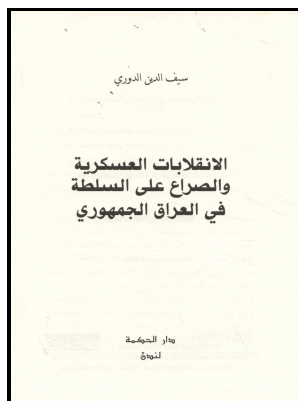 سيف الدين الدوري
الانقلابات العسكرية
والصراع على السلطة
في العراق الجمهوري
دار الحكمة
لندن